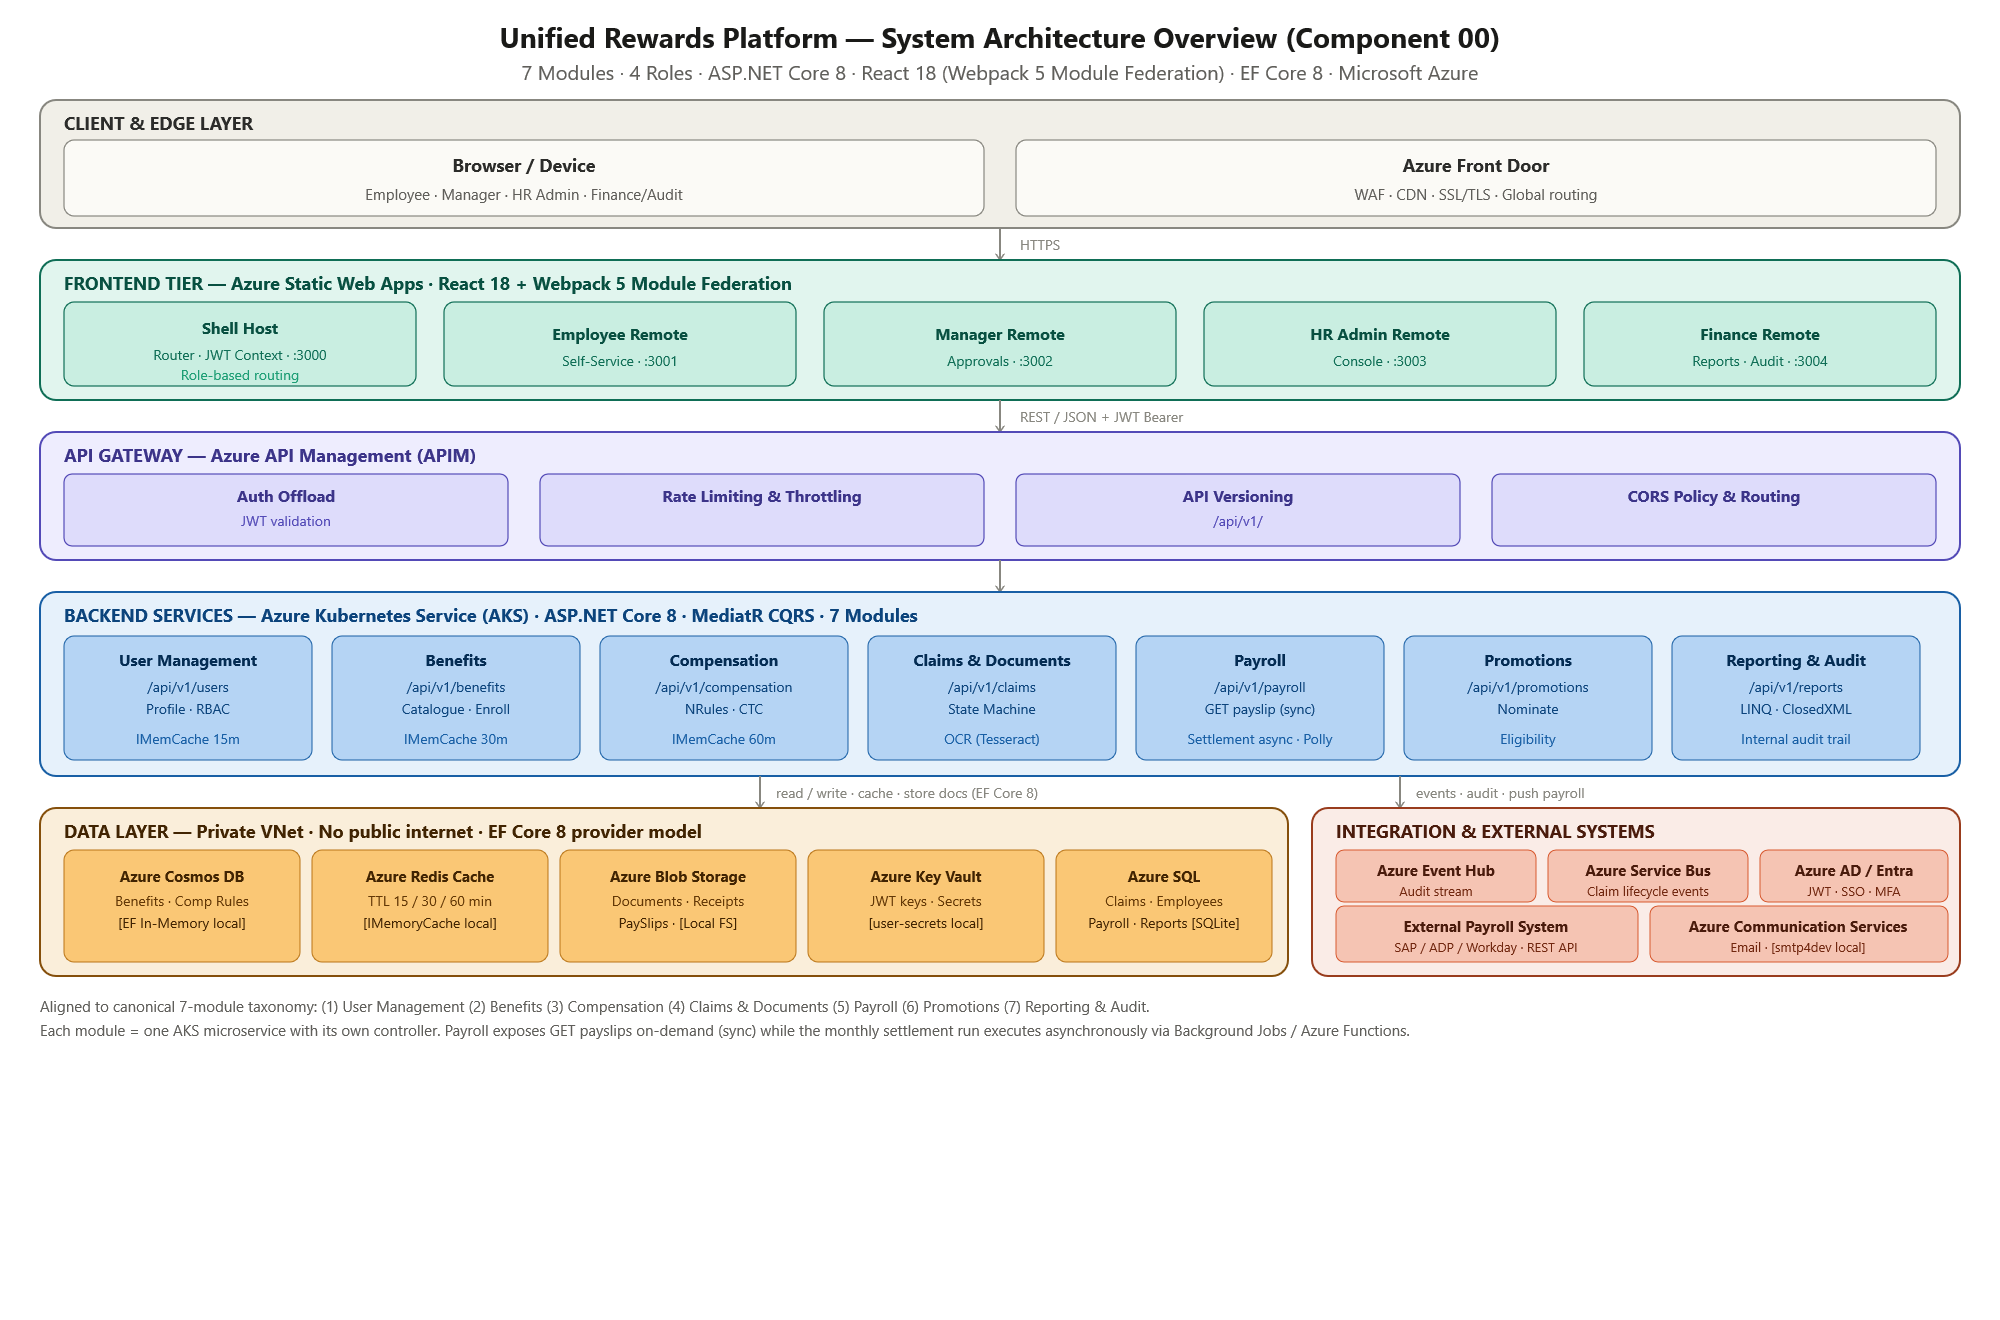 Unified Rewards Platform — System Architecture Overview (Component 00)
7 Modules · 4 Roles · ASP.NET Core 8 · React 18 (Webpack 5 Module Federation) · EF Core 8 · Microsoft Azure
CLIENT & EDGE LAYER
Browser / Device
Employee · Manager · HR Admin · Finance/Audit
Azure Front Door
WAF · CDN · SSL/TLS · Global routing
HTTPS
FRONTEND TIER — Azure Static Web Apps · React 18 + Webpack 5 Module Federation
Shell Host
Router · JWT Context · :3000
Role-based routing
Employee Remote
Self-Service · :3001
Manager Remote
Approvals · :3002
HR Admin Remote
Console · :3003
Finance Remote
Reports · Audit · :3004
REST / JSON + JWT Bearer
API GATEWAY — Azure API Management (APIM)
Auth Offload
JWT validation
Rate Limiting & Throttling
API Versioning
/api/v1/
CORS Policy & Routing
BACKEND SERVICES — Azure Kubernetes Service (AKS) · ASP.NET Core 8 · MediatR CQRS · 7 Modules
User Management
/api/v1/users
Profile · RBAC
IMemCache 15m
Benefits
/api/v1/benefits
Catalogue · Enroll
IMemCache 30m
Compensation
/api/v1/compensation
NRules · CTC
IMemCache 60m
Claims & Documents
/api/v1/claims
State Machine
OCR (Tesseract)
Payroll
/api/v1/payroll
GET payslip (sync)
Settlement async · Polly
Promotions
/api/v1/promotions
Nominate
Eligibility
Reporting & Audit
/api/v1/reports
LINQ · ClosedXML
Internal audit trail
read / write · cache · store docs (EF Core 8)
events · audit · push payroll
DATA LAYER — Private VNet · No public internet · EF Core 8 provider model
Azure Cosmos DB
Benefits · Comp Rules
[EF In-Memory local]
Azure Redis Cache
TTL 15 / 30 / 60 min
[IMemoryCache local]
Azure Blob Storage
Documents · Receipts
PaySlips · [Local FS]
Azure Key Vault
JWT keys · Secrets
[user-secrets local]
Azure SQL
Claims · Employees
Payroll · Reports [SQLite]
INTEGRATION & EXTERNAL SYSTEMS
Azure Event Hub
Audit stream
Azure Service Bus
Claim lifecycle events
Azure AD / Entra
JWT · SSO · MFA
External Payroll System
SAP / ADP / Workday · REST API
Azure Communication Services
Email · [smtp4dev local]
Aligned to canonical 7-module taxonomy: (1) User Management (2) Benefits (3) Compensation (4) Claims & Documents (5) Payroll (6) Promotions (7) Reporting & Audit.
Each module = one AKS microservice with its own controller. Payroll exposes GET payslips on-demand (sync) while the monthly settlement run executes asynchronously via Background Jobs / Azure Functions.